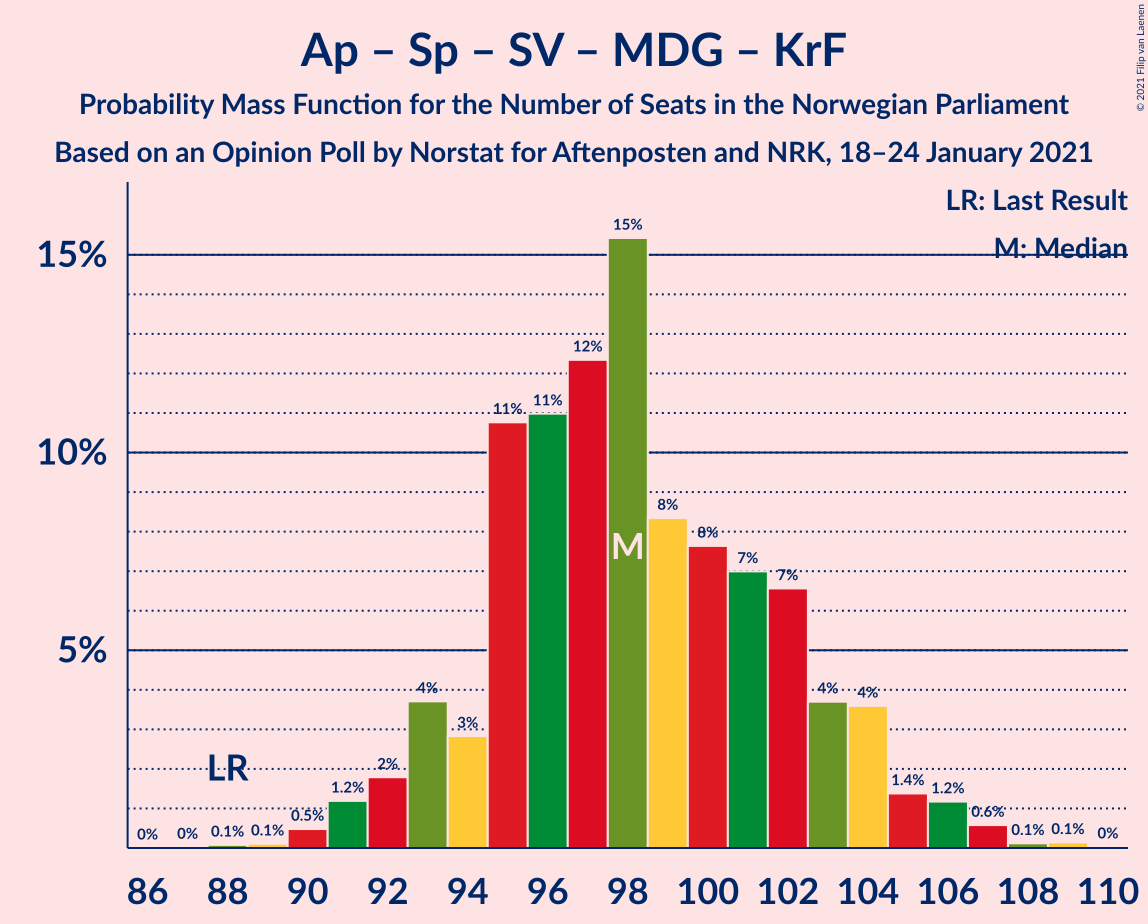 Ap – Sp – SV – MDG – KrF
Probability Mass Function for the Number of Seats in the Norwegian Parliament
Based on an Opinion Poll by Norstat for Aftenposten and NRK, 18–24 January 2021
© 2021 Filip van Laenen
LR: Last Result
M: Median
15%
10%
5%
0% 0% 0.1% 0.1% 0.5% 1.2% 2% 4% 3% 11% 11% 12% 15% 8% 8% 7% 7% 4% 4% 1.4% 1.2% 0.6% 0.1% 0.1% 0%
LR
M
86 88 90 92 94 96 98 100 102 104 106 108 110